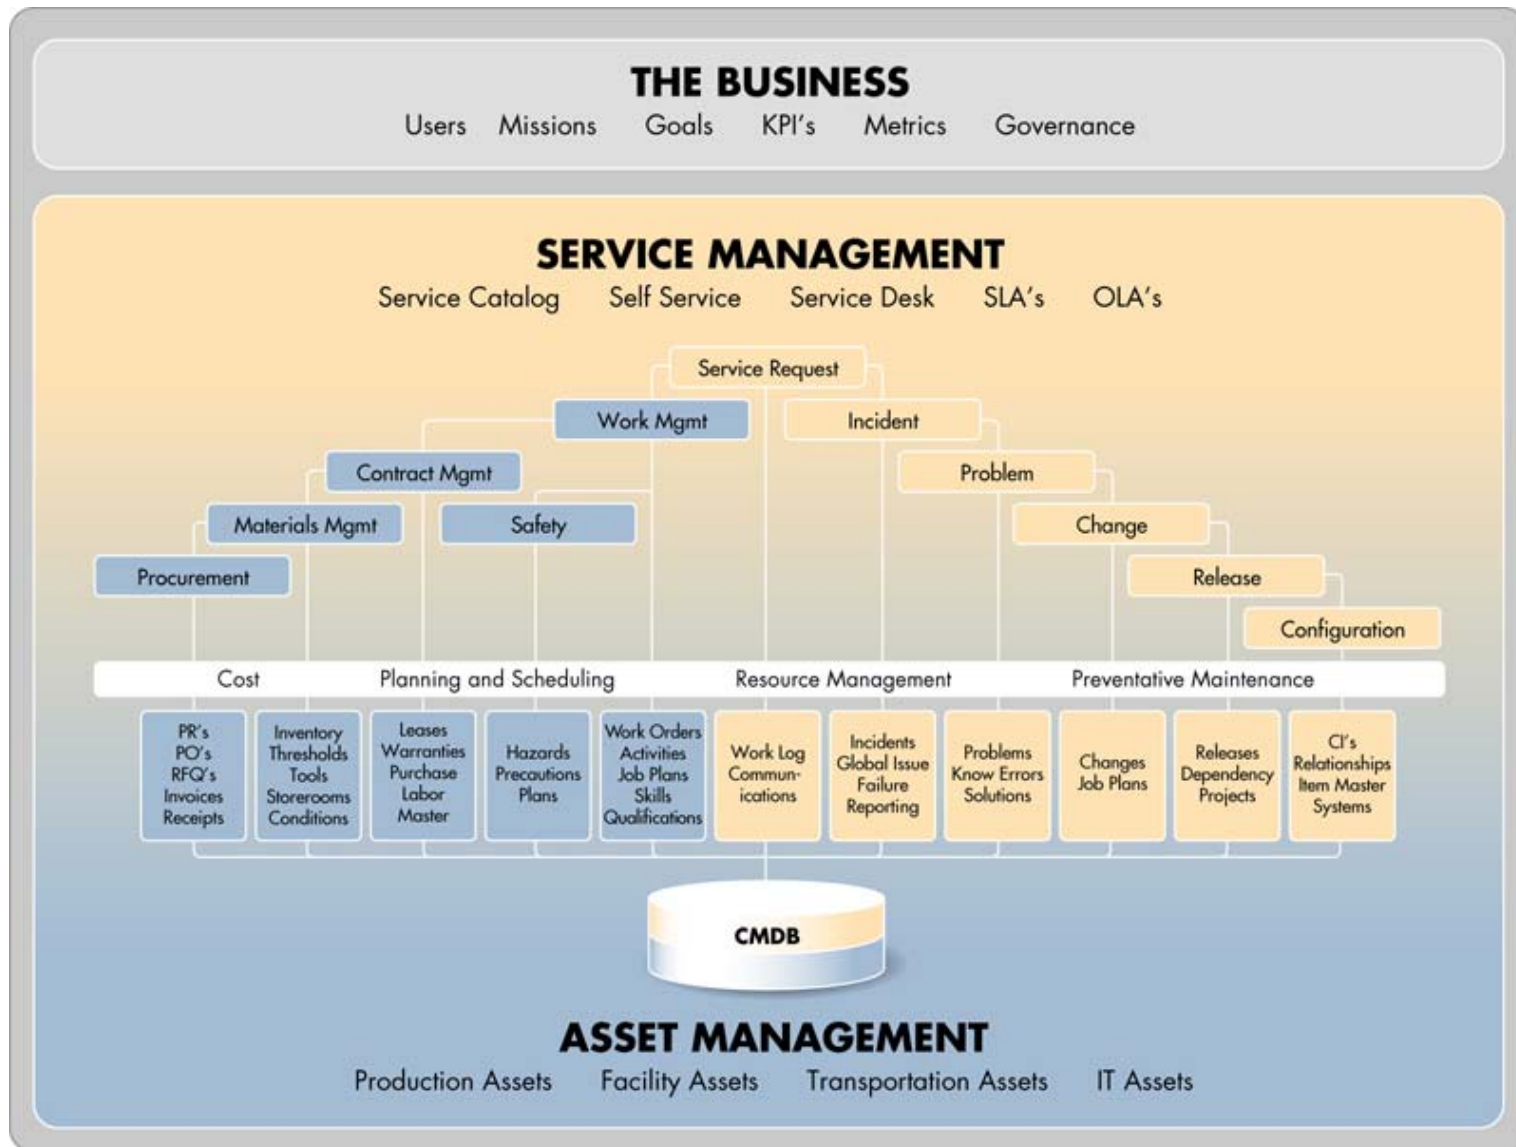 THE BUSINESS
Users Missions Goals KPI's Metrics Governance
SERVICE MANAGEMENT
Service Catalog Self Service Service Desk SLA's OLA's
Service Request
Work Mgmt
Incident
Contract Mgmt
Problem
Materials Mgmt
Safety
Change
Procurement
Release
Configuration
Cost Planning and Scheduling Resource Management Preventative Maintenance
PR's
PO's
RFQ's
Invoices
Receipts
Inventory
Thresholds
Tools
Storerooms
Conditions
Leases
Warranties
Purchase
Labor
Master
Hazards
Precautions
Plans
Work Orders
Activities
Job Plans
Skills
Qualifications
Work Log
Commun-
ications
Incidents
Global Issue
Failure
Reporting
Problems
Know Errors
Solutions
Changes
Job Plans
Releases
Dependency
Projects
CI's
Relationships
Item Master
Systems
CMDB
ASSET MANAGEMENT
Production Assets Facility Assets Transportation Assets IT Assets